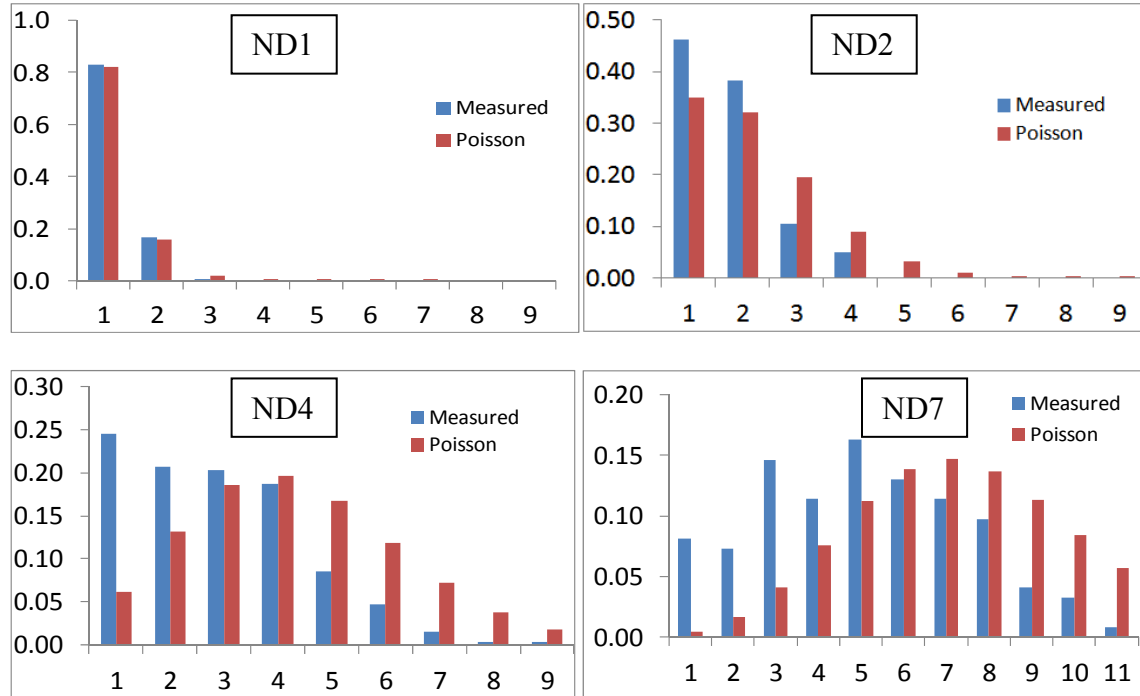 ND1
1.0
0.8
0.6
0.4
0.2
0.0
Measured
Poisson
1 2 3 4 5 6 7 8 9
ND2
0.50
0.40
0.30
0.20
0.10
0.00
Measured
Poisson
1 2 3 4 5 6 7 8 9
ND4
0.30
0.25
0.20
0.15
0.10
0.05
0.00
Measured
Poisson
1 2 3 4 5 6 7 8 9
ND7
0.20
0.15
0.10
0.05
0.00
Measured
Poisson
1 2 3 4 5 6 7 8 9 10 11